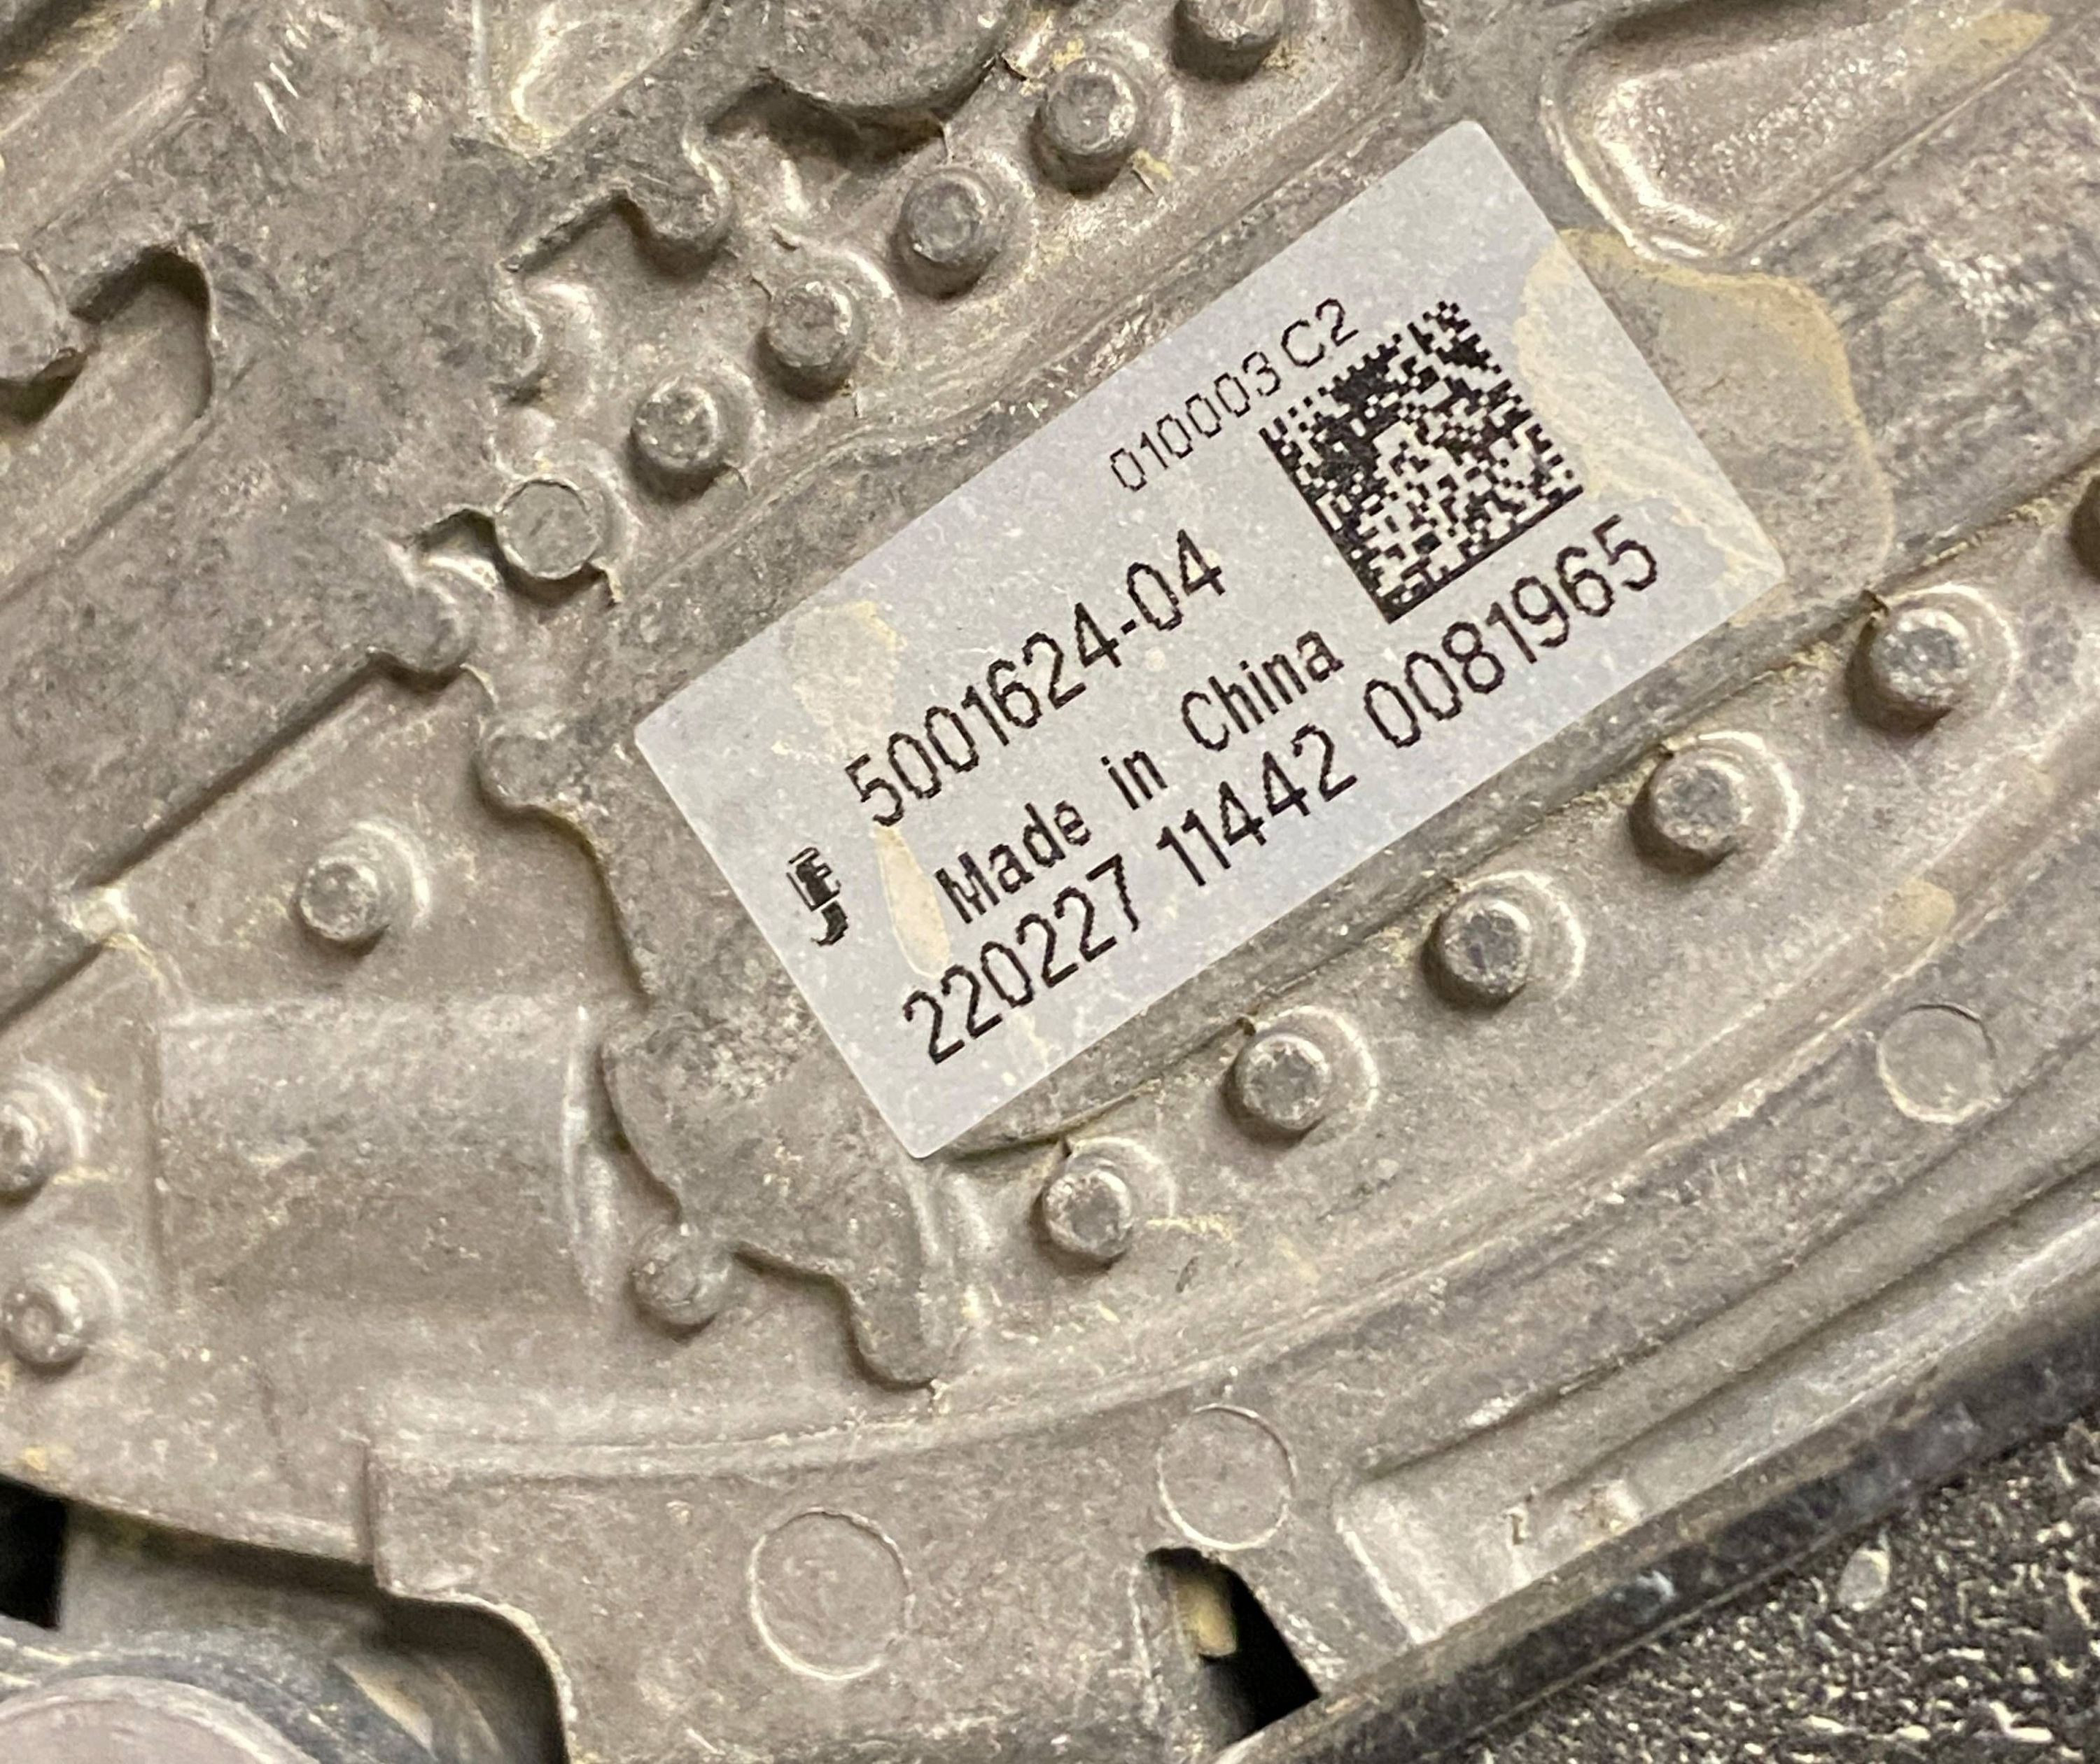 010003 C2
5001624-04
Made in China
220227 11442 0081965